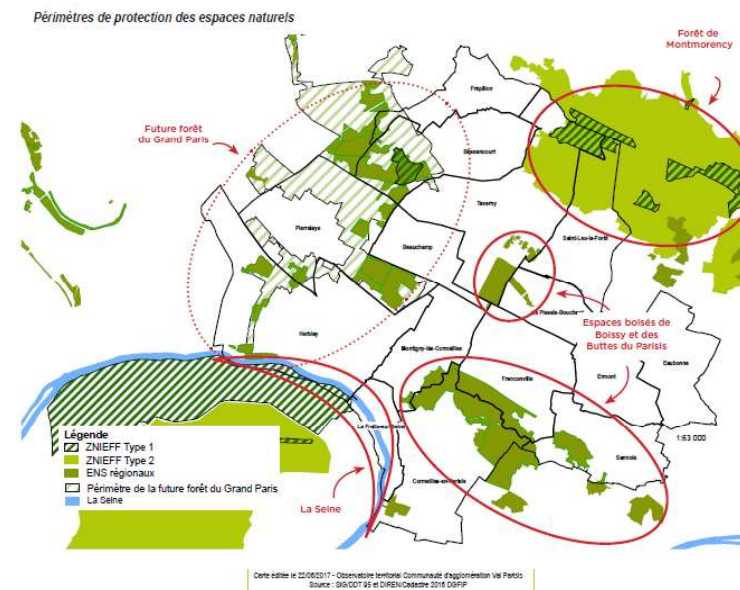 Périmètres de protection des espaces naturels
Forêt de
Montmorency
Future forêt
du Grand Paris
Frépillon
Bessancourt
Taverny
Pierrelaye
Beauchamp
Saint-Leu-la-Forêt
Le Plessis-Bouchard
Herblay
Montigny-lès-Cormeilles
Espaces boisés de
Boissy et des
Buttes du Parisis
Franconville
Ermont
Eaubonne
La Frette-sur-Seine
Sannois
1:63 000
Cormeilles-en-Parisis
La Seine
Légende
ZNIEFF Type 1
ZNIEFF Type 2
ENS régionaux
Périmètre de la future forêt du Grand Paris
La Seine
Carte éditée le 22/06/2017 - Observatoire territorial Communauté d'agglomération Val Parisis
Source : SIG/DDT 95 et DIREN/Cadastre 2016 DGFIP